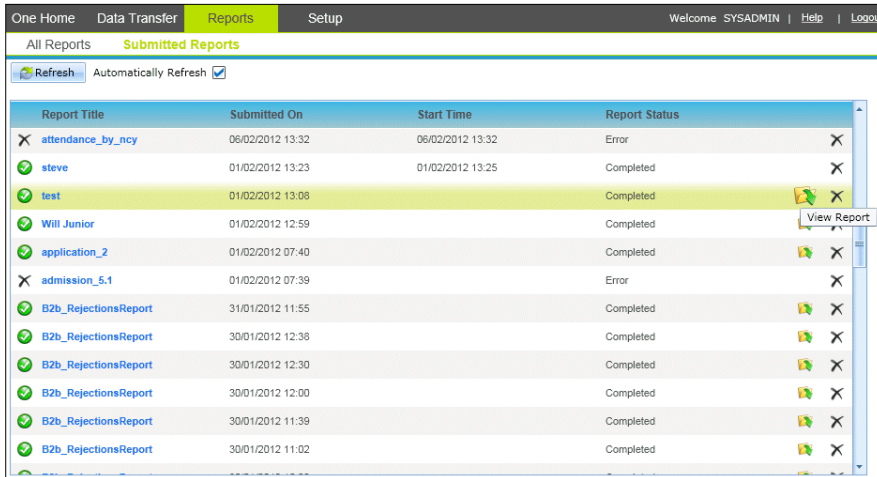 One Home Data Transfer Reports Setup Welcome SYSADMIN | Help | Logou
All Reports Submitted Reports
Refresh Automatically Refresh
Report Title Submitted On Start Time Report Status
attendance_by_ncy 06/02/2012 13:32 06/02/2012 13:32 Error
steve 01/02/2012 13:23 01/02/2012 13:25 Completed
test 01/02/2012 13:08 Completed
View Report
Will Junior 01/02/2012 12:59 Completed
application_2 01/02/2012 07:40 Completed
admission_5.1 01/02/2012 07:39 Error
B2b_RejectionsReport 31/01/2012 11:55 Completed
B2b_RejectionsReport 30/01/2012 12:38 Completed
B2b_RejectionsReport 30/01/2012 12:30 Completed
B2b_RejectionsReport 30/01/2012 12:00 Completed
B2b_RejectionsReport 30/01/2012 11:39 Completed
B2b_RejectionsReport 30/01/2012 11:02 Completed